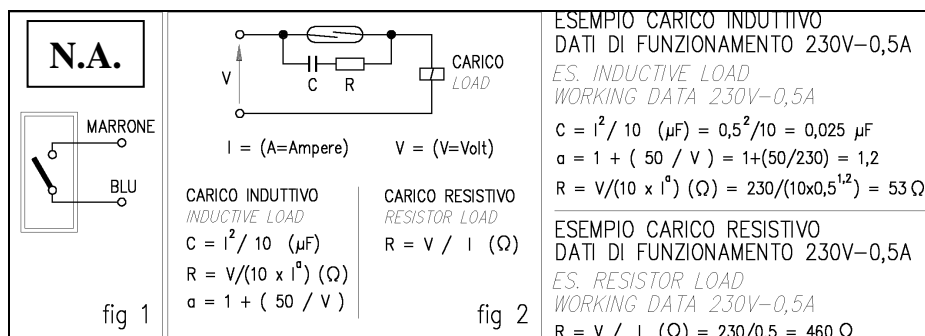 N.A.
MARRONE
BLU
fig 1
V
C R
CARICO
LOAD
I = (A=Ampere) V = (V=Volt)
CARICO INDUTTIVO
INDUCTIVE LOAD
C = I²/ 10 (μF)
R = V/(10 x Iᵃ) (Ω)
a = 1 + ( 50 / V )
CARICO RESISTIVO
RESISTOR LOAD
R = V / I (Ω)
fig 2
ESEMPIO CARICO INDUTTIVO
DATI DI FUNZIONAMENTO 230V-0,5A
ES. INDUCTIVE LOAD
WORKING DATA 230V-0,5A
C = I²/ 10 (μF) = 0,5²/10 = 0,025 μF
a = 1 + ( 50 / V ) = 1+(50/230) = 1,2
R = V/(10 x Iᵃ) (Ω) = 230/(10x0,5¹,²) = 53 Ω
ESEMPIO CARICO RESISTIVO
DATI DI FUNZIONAMENTO 230V-0,5A
ES. RESISTOR LOAD
WORKING DATA 230V-0,5A
R = V / I (Ω) = 230/0,5 = 460 Ω